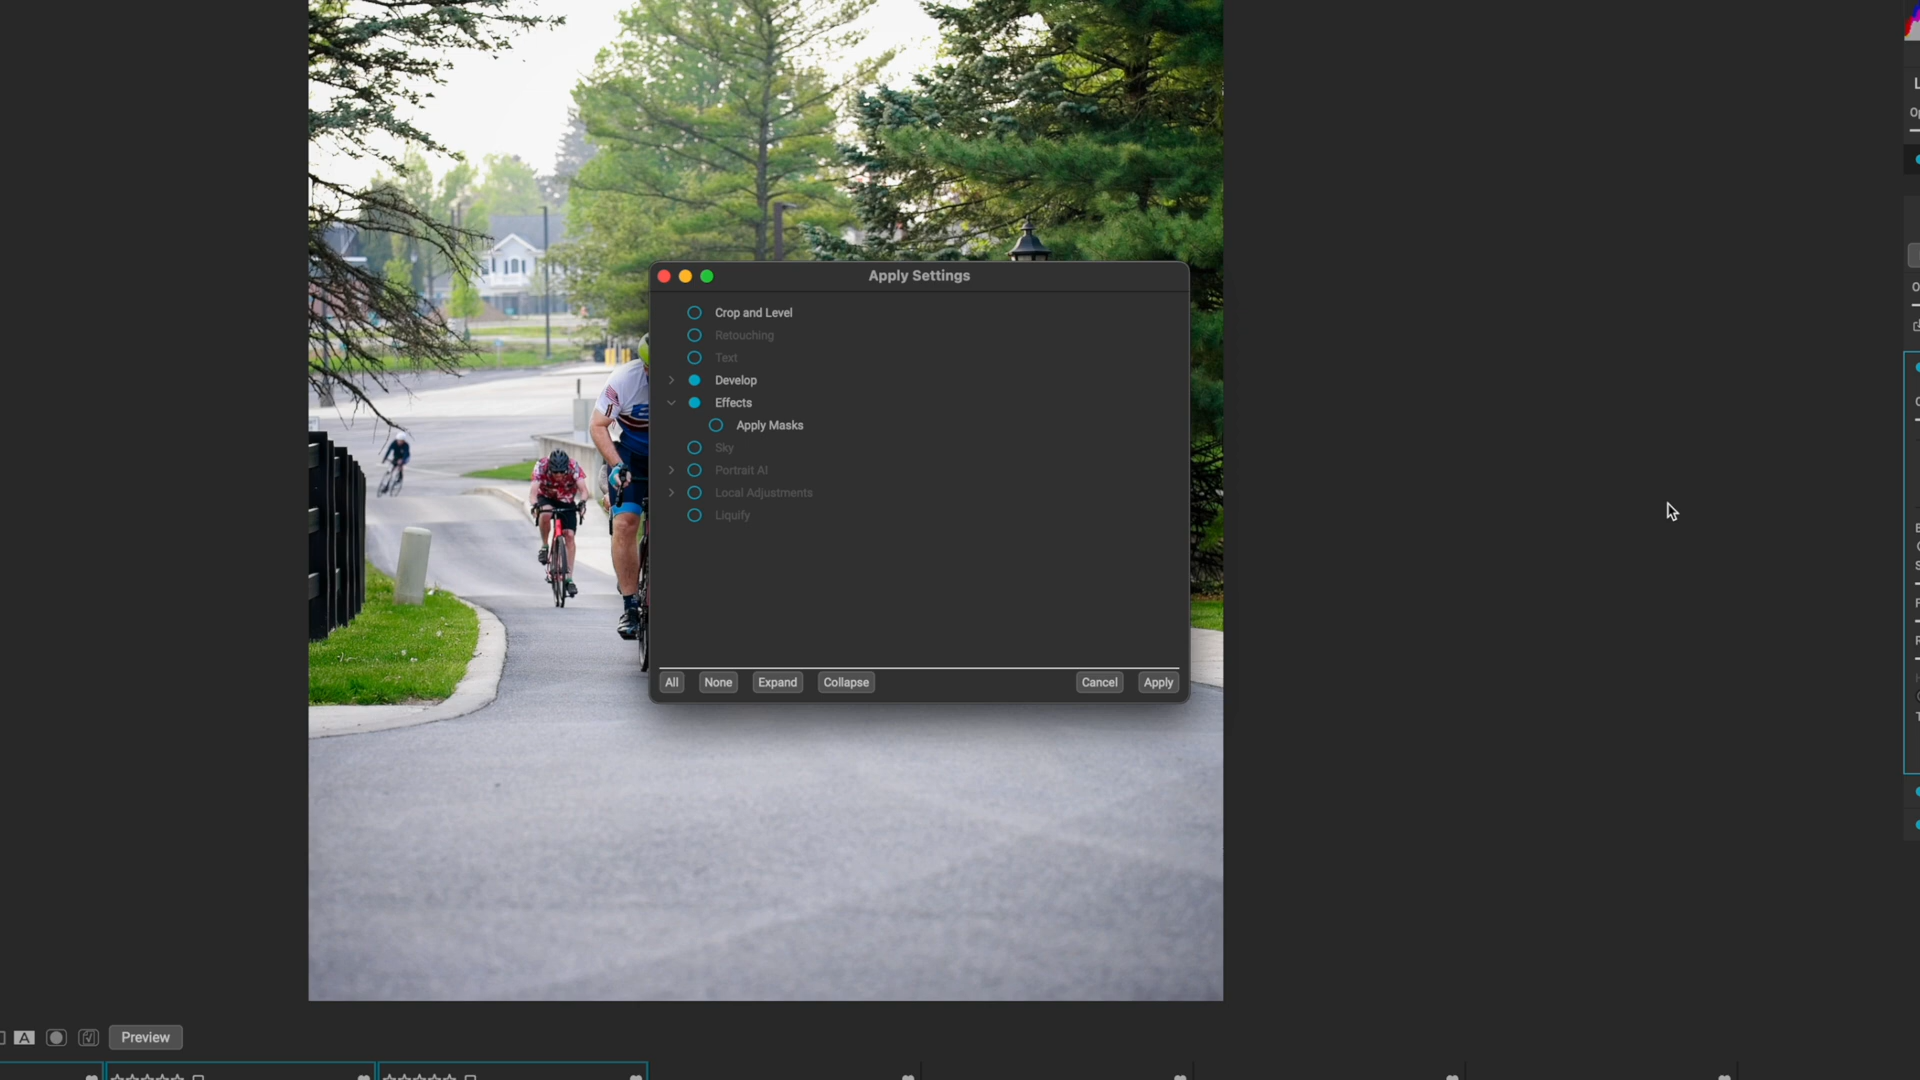 Apply Settings
Crop and Level
Retouching
Text
Develop
Effects
Apply Masks
Sky
Portrait AI
Local Adjustments
Liquify
All None Expand Collapse Cancel Apply
A Preview